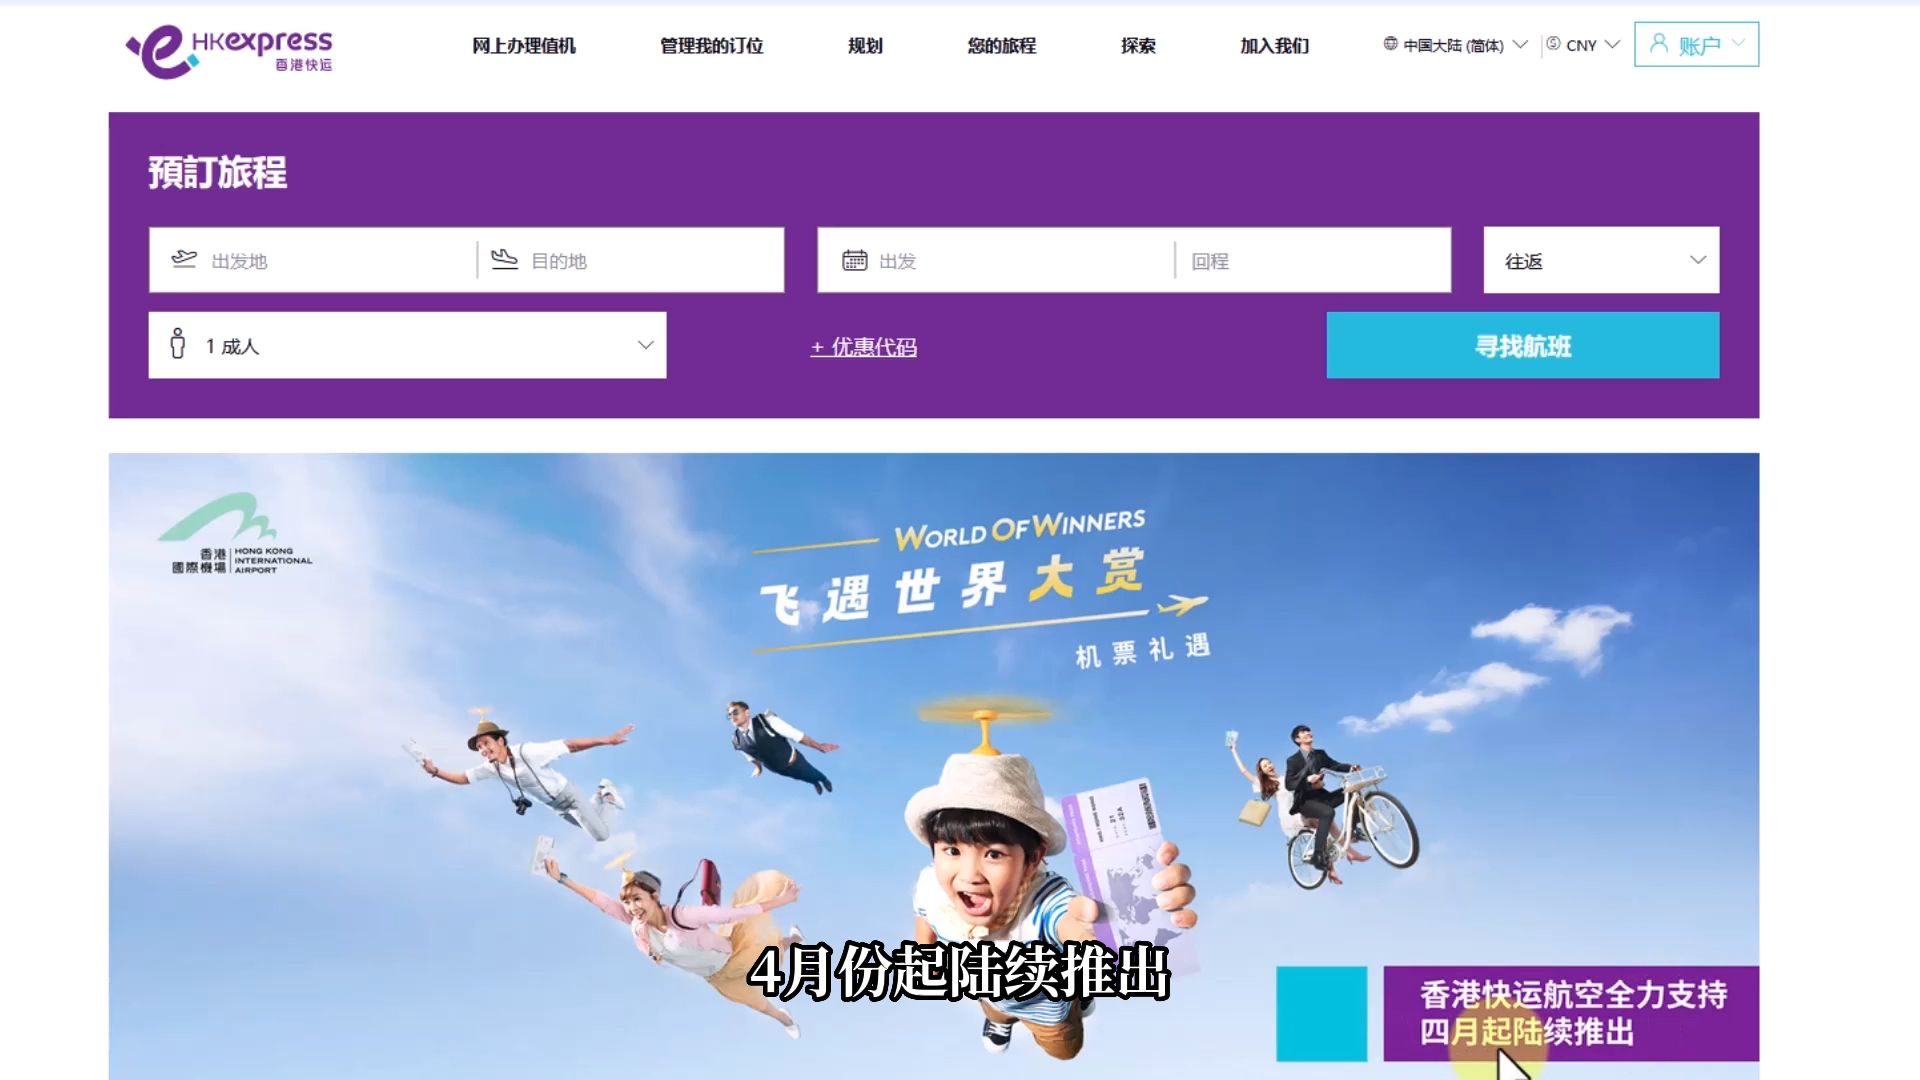 HKexpress
香港快运
网上办理值机
管理我的订位
规划
您的旅程
探索
加入我们
中国大陆 (简体)
CNY
账户
預訂旅程
出发地
目的地
出发
回程
往返
1 成人
+ 优惠代码
寻找航班
香港
國際機場
HONG KONG
INTERNATIONAL
AIRPORT
WORLD OF WINNERS
飞遇世界大赏
机票礼遇
4月份起陆续推出
香港快运航空全力支持
四月起陆续推出